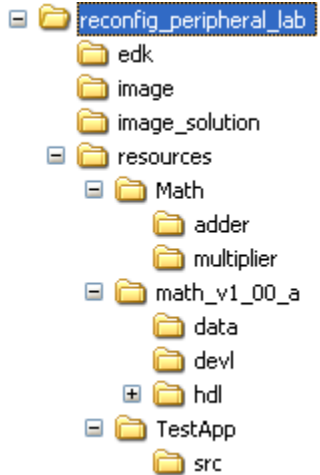 reconfig_peripheral_lab
edk
image
image_solution
resources
Math
adder
multiplier
math_v1_00_a
data
devl
hdl
TestApp
src